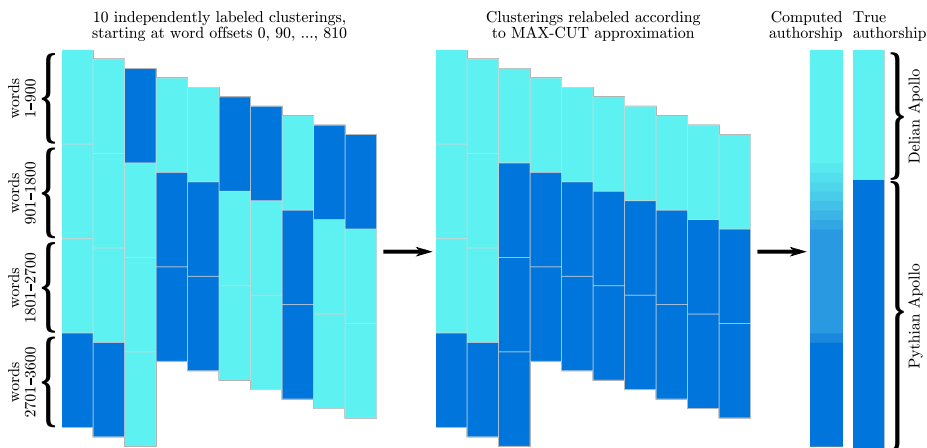 10 independently labeled clusterings,
starting at word offsets 0, 90, ..., 810
Clusterings relabeled according
to MAX-CUT approximation
Computed
authorship
True
authorship
words
1-900
words
901-1800
words
1801-2700
words
2701-3600
Delian Apollo
Pythian Apollo